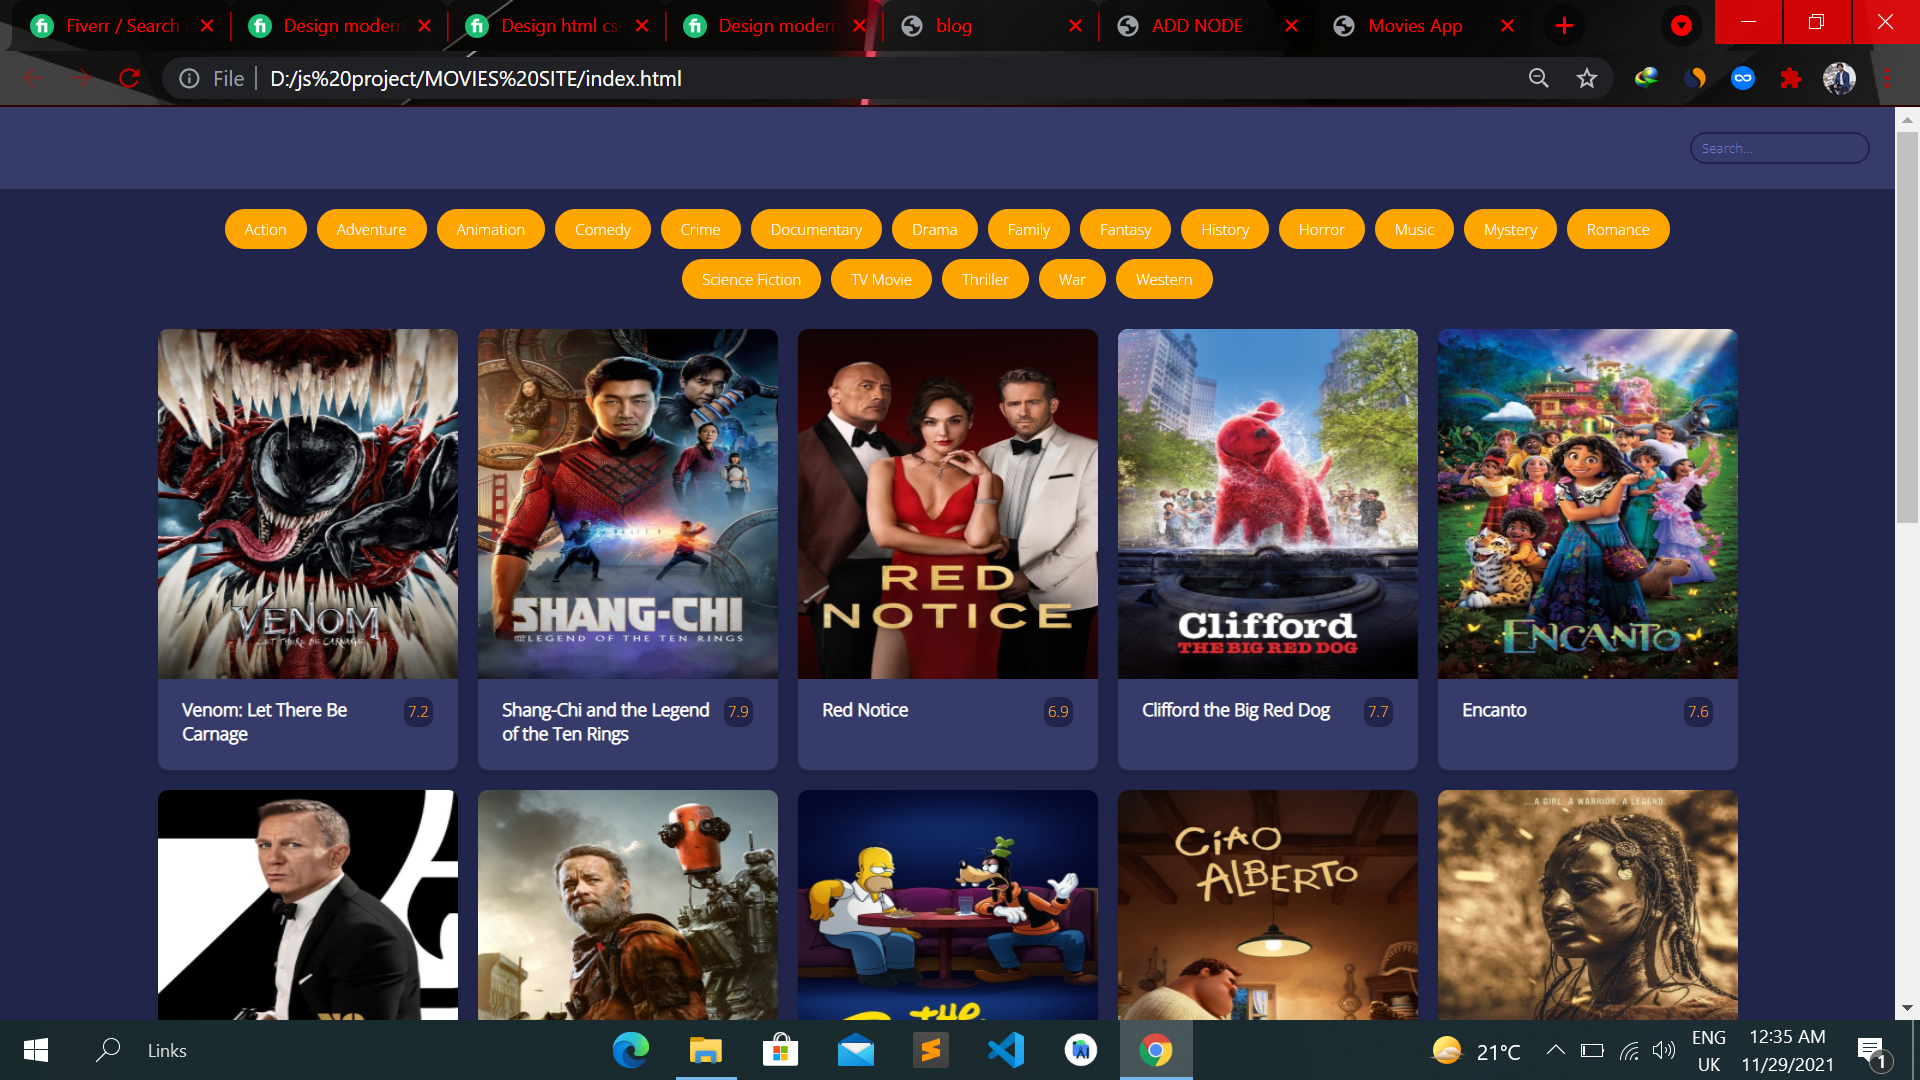 Fiverr / Search
Design modern
Design html css
Design modern
blog
ADD NODE
Movies App
File
D:/js%20project/MOVIES%20SITE/index.html
Search...
Action
Adventure
Animation
Comedy
Crime
Documentary
Drama
Family
Fantasy
History
Horror
Music
Mystery
Romance
Science Fiction
TV Movie
Thriller
War
Western
VENOM
LET THERE BE CARNAGE
SHANG-CHI
AND THE LEGEND OF THE TEN RINGS
RED
NOTICE
Clifford
THE BIG RED DOG
ENCANTO
Venom: Let There Be
Carnage
7.2
Shang-Chi and the Legend
of the Ten Rings
7.9
Red Notice
6.9
Clifford the Big Red Dog
7.7
Encanto
7.6
NO
THE
CIAO
ALBERTO
...A GIRL. A WARRIOR. A LEGEND.
Links
21°C
ENG
UK
12:35 AM
11/29/2021
1